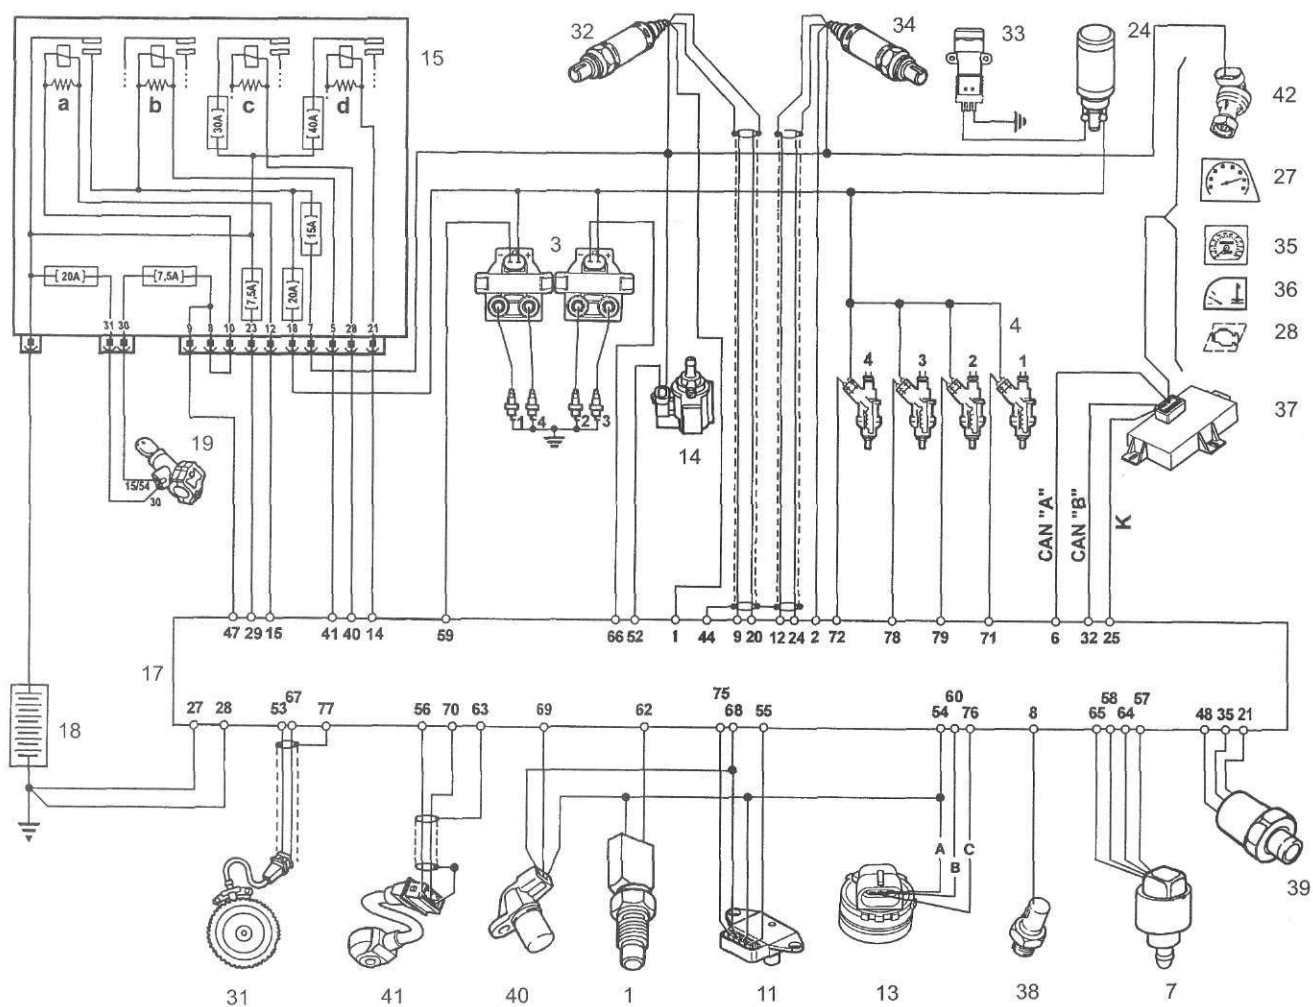 32
34
33
24
15
42
a
b
c
d
30A
40A
27
15A
3
35
20A
7,5A
7,5A
20A
36
31 30 9 8 10 23 12 18 7 5 28 21
4
28
4 3 2 1
37
19
1 4 2 3
14
15/54
30
CAN "A"
CAN "B"
K
47 29 15 41 40 14 59 66 52 1 44 9 20 12 24 2 72 78 79 71 6 32 25
17
18
27 28 53 67 77 56 70 63 69 62 75 68 55 54 60 76 8 65 58 64 57 48 35 21
A
B
C
39
31 41 40 1 11 13 38 7